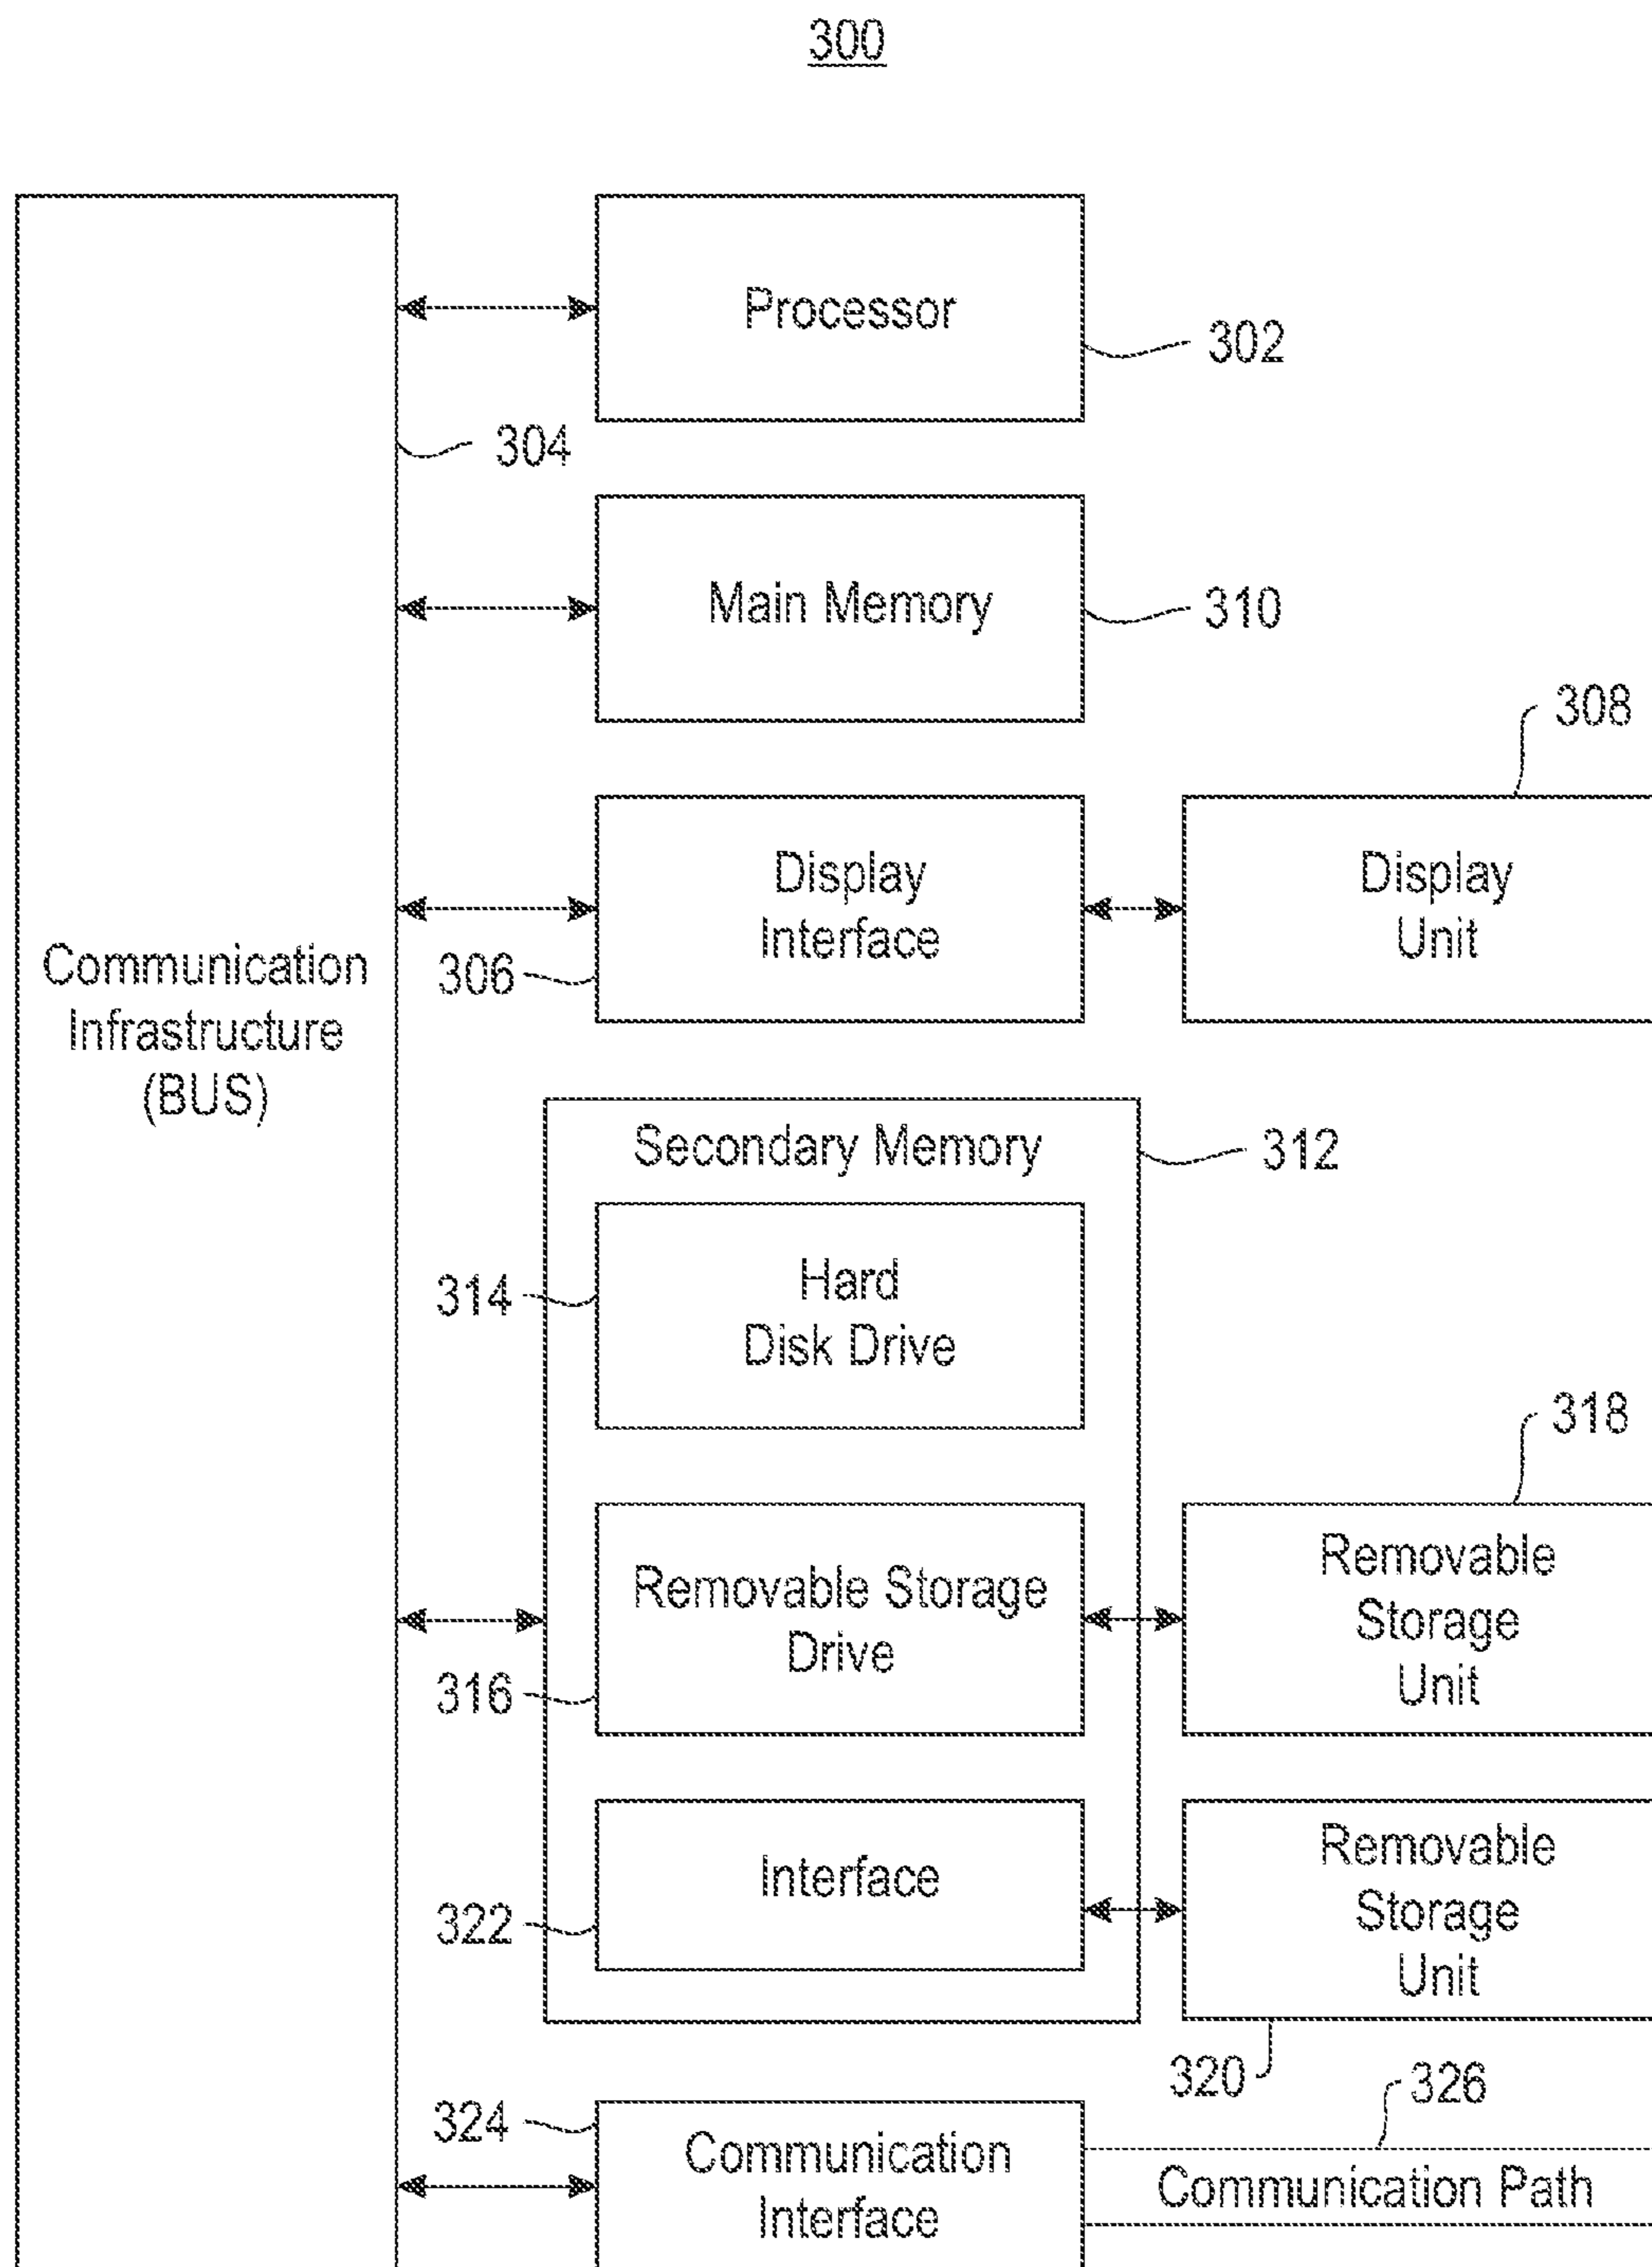 300
Processor
302
304
Main Memory
310
308
Display
Interface
306
Display
Unit
Communication
Infrastructure
(BUS)
Secondary Memory
312
Hard
Disk Drive
314
318
Removable Storage
Drive
316
Removable
Storage
Unit
Interface
322
Removable
Storage
Unit
320
326
324
Communication
Interface
Communication Path